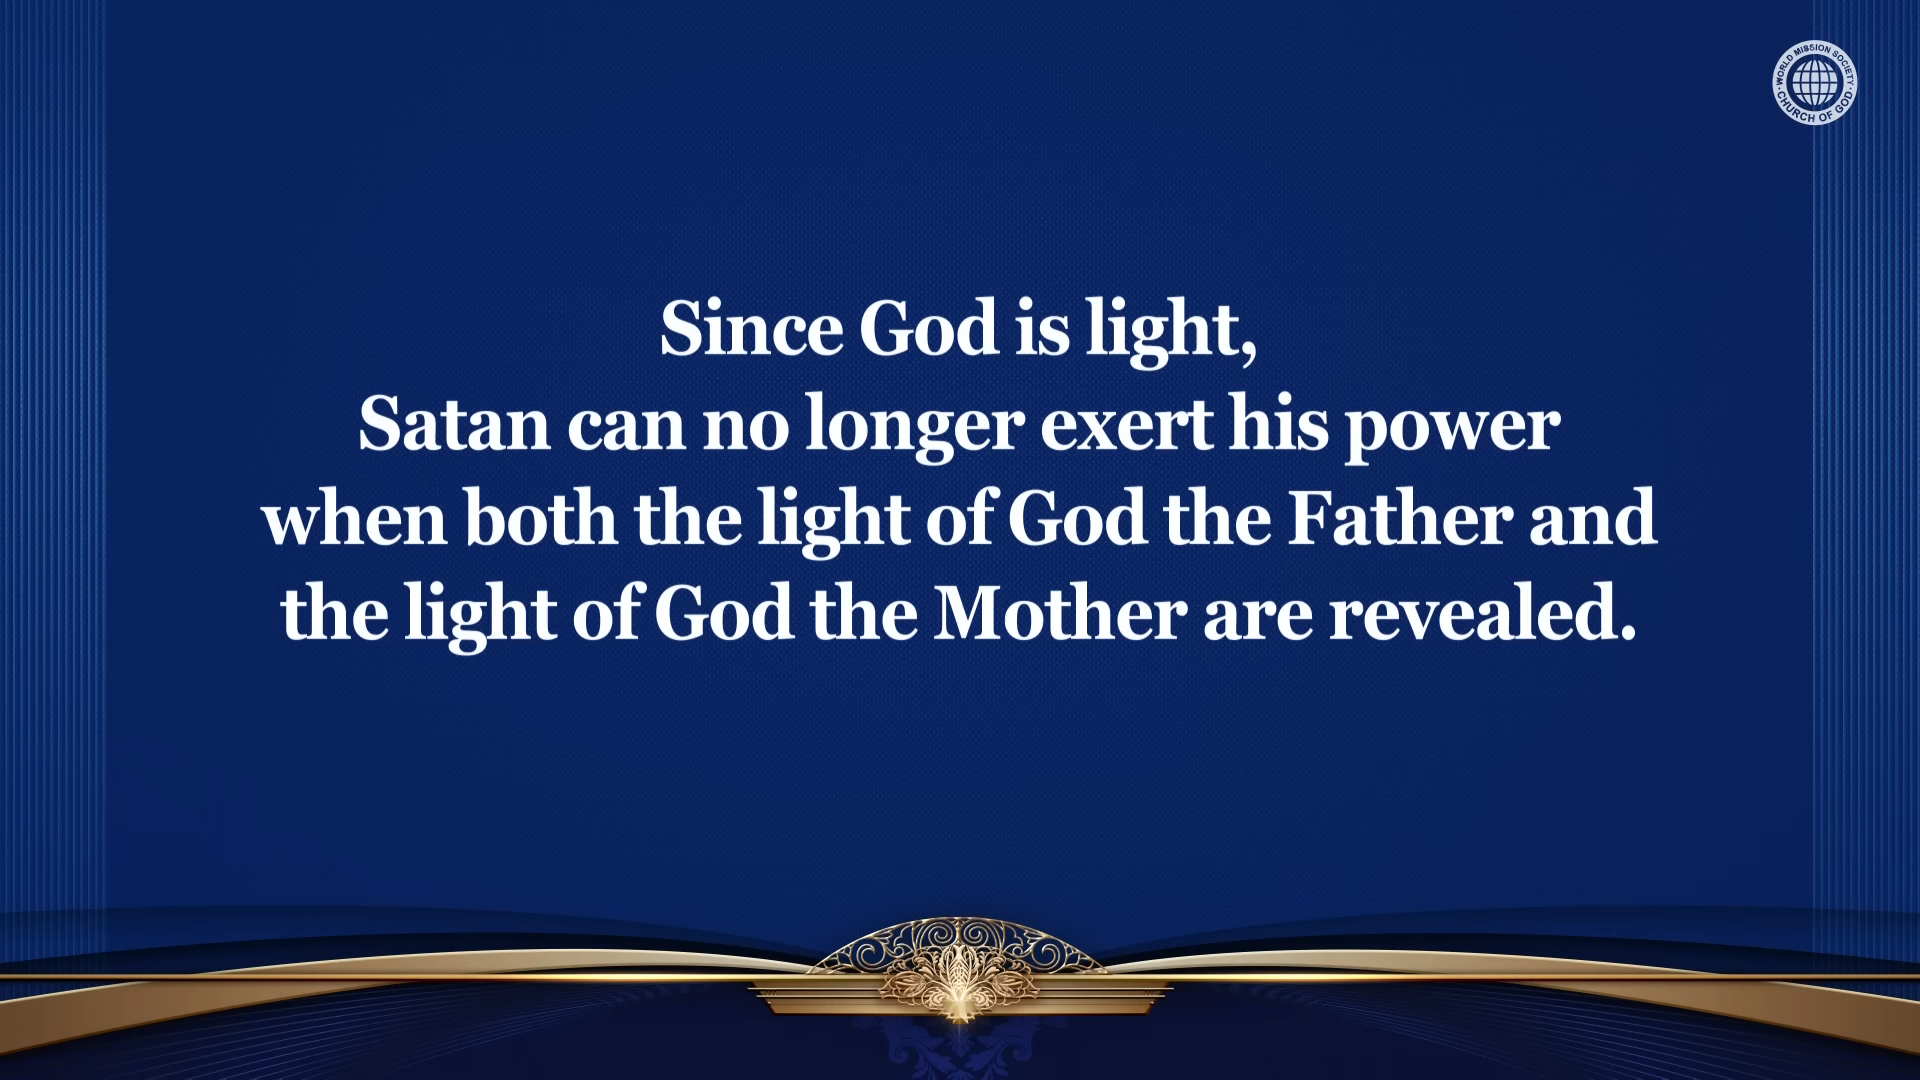 WORLD MISSION SOCIETY
CHURCH OF GOD
Since God is light,
Satan can no longer exert his power
when both the light of God the Father and
the light of God the Mother are revealed.